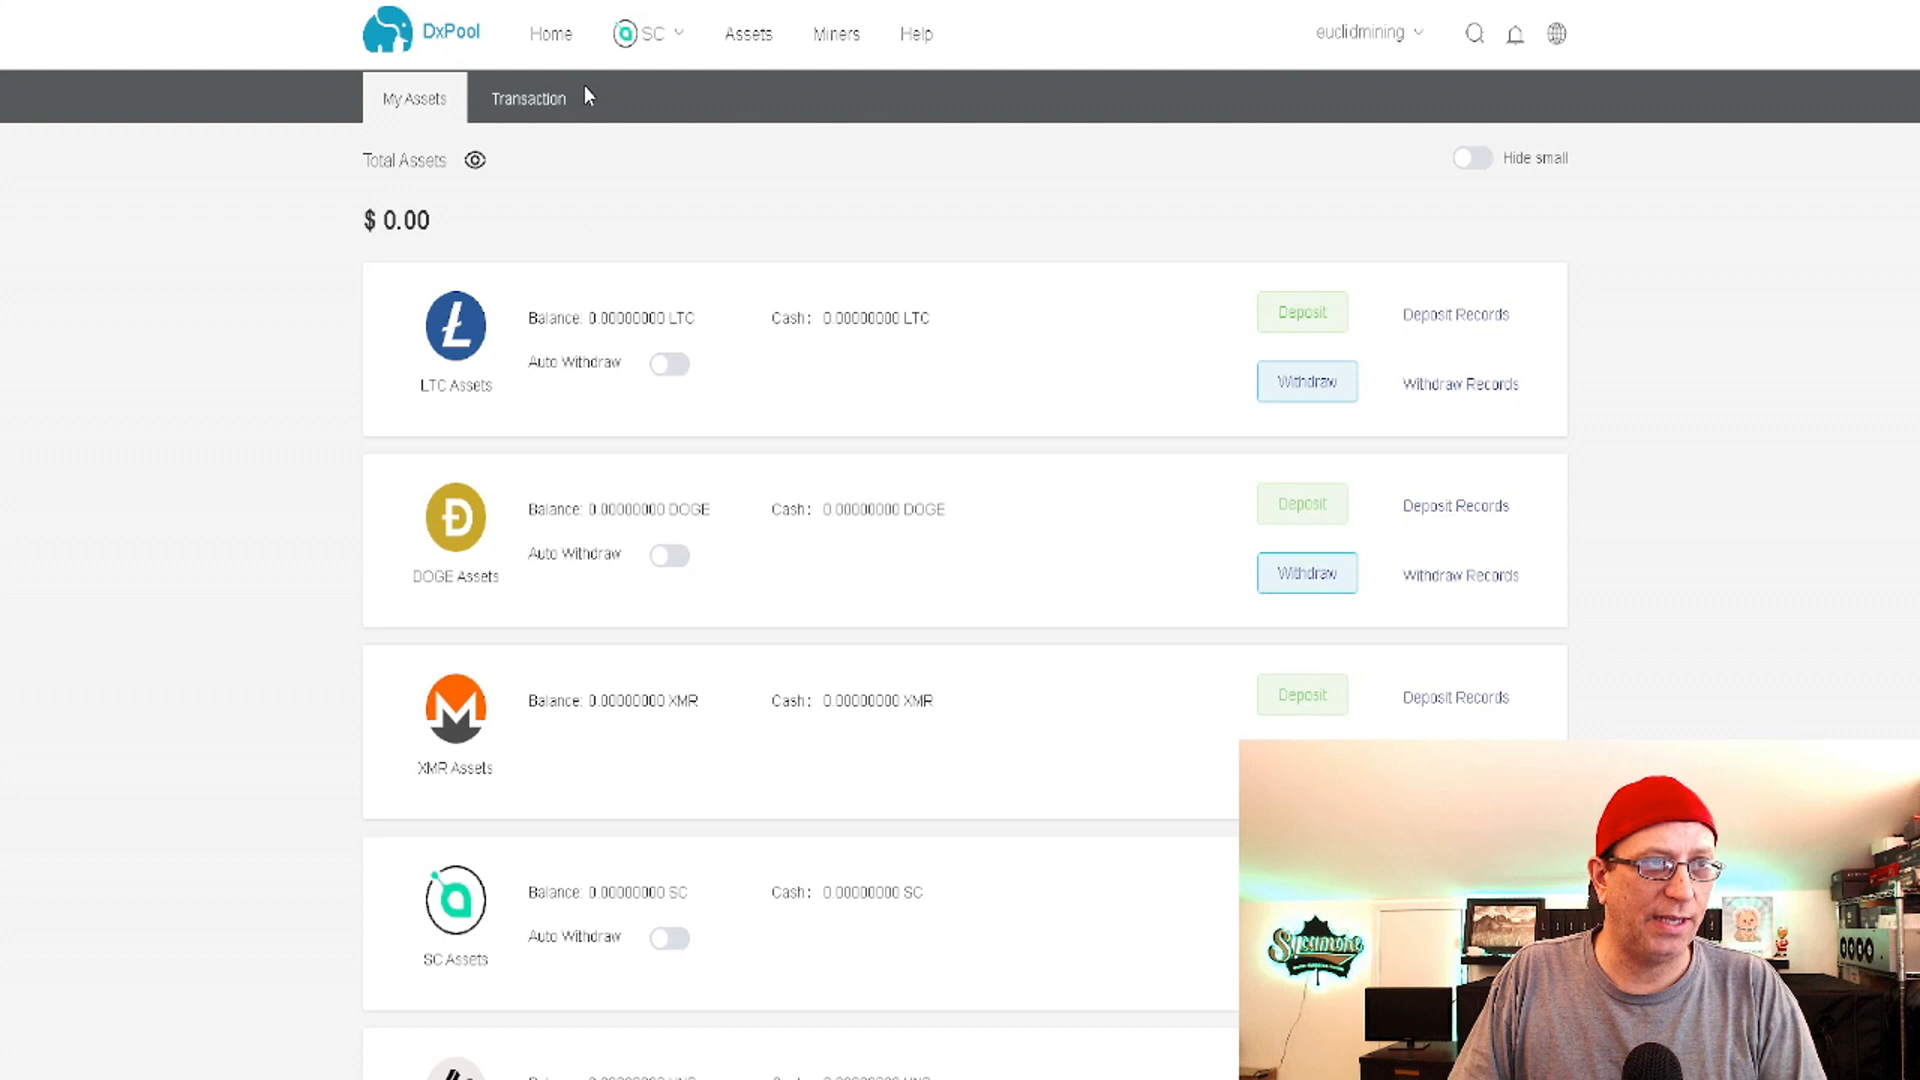 DxPool Home SC Assets Miners Help euclidmining
My Assets Transaction
Total Assets Hide small
$ 0.00
Balance: 0.00000000 LTC Cash: 0.00000000 LTC Deposit Deposit Records
Auto Withdraw Withdraw Withdraw Records
LTC Assets
Balance: 0.00000000 DOGE Cash: 0.00000000 DOGE Deposit Deposit Records
Auto Withdraw Withdraw Withdraw Records
DOGE Assets
Balance: 0.00000000 XMR Cash: 0.00000000 XMR Deposit Deposit Records
XMR Assets
Balance: 0.00000000 SC Cash: 0.00000000 SC
Auto Withdraw
SC Assets
Sycamore